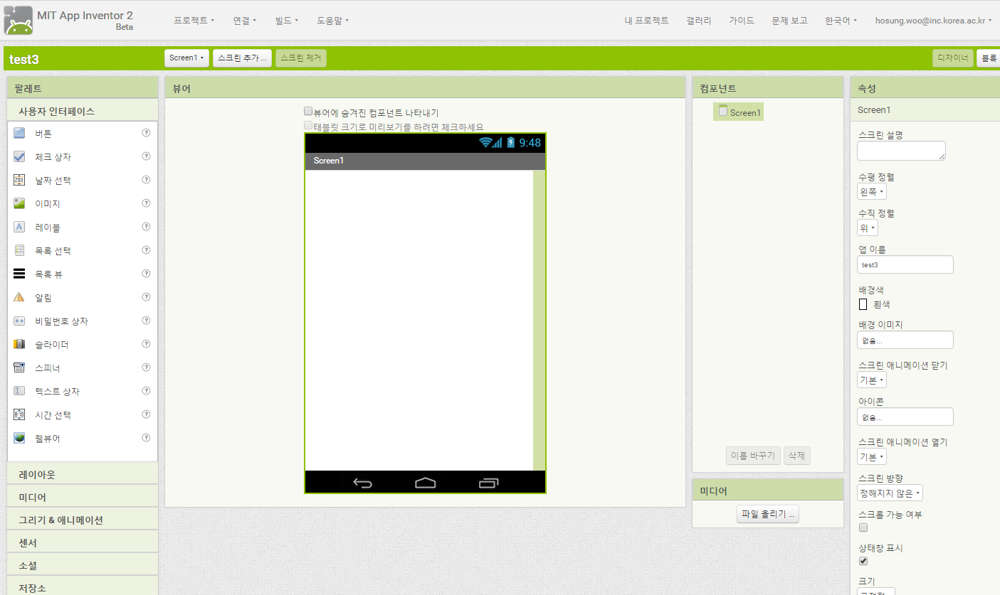 MIT App Inventor 2
Beta
프로젝트 연결 빌드 도움말
내 프로젝트 갤러리 가이드 문제 보고 한국어 hosung.woo@inc.korea.ac.kr
test3 Screen1 스크린 추가 ... 스크린 제거 디자이너 블록
팔레트
사용자 인터페이스
버튼
체크 상자
날짜 선택
이미지
레이블
목록 선택
목록 뷰
알림
비밀번호 상자
슬라이더
스피너
텍스트 상자
시간 선택
웹뷰어
레이아웃
미디어
그리기 & 애니메이션
센서
소셜
저장소
뷰어
뷰어에 숨겨진 컴포넌트 나타내기
태블릿 크기로 미리보기를 하려면 체크하세요
9:48
Screen1
컴포넌트
Screen1
이름 바꾸기 삭제
미디어
파일 올리기 ...
속성
Screen1
스크린 설명
수평 정렬
왼쪽
수직 정렬
위
앱 이름
test3
배경색
흰색
배경 이미지
없음...
스크린 애니메이션 닫기
기본
아이콘
없음...
스크린 애니메이션 열기
기본
스크린 방향
정해지지 않은
스크롤 가능 여부
상태창 표시
크기